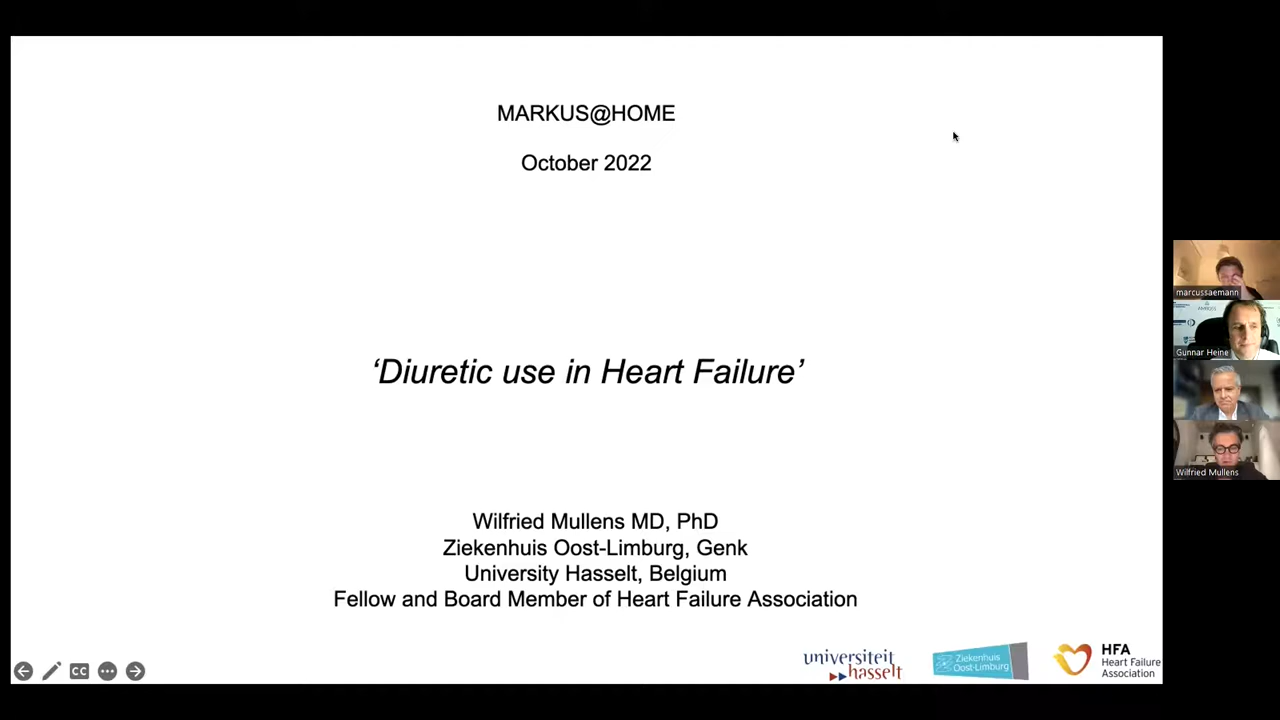 MARKUS@HOME
October 2022
‘Diuretic use in Heart Failure’
Wilfried Mullens MD, PhD
Ziekenhuis Oost-Limburg, Genk
University Hasselt, Belgium
Fellow and Board Member of Heart Failure Association
CC
universiteit
hasselt
Ziekenhuis
Oost-Limburg
HFA
Heart Failure
Association
marcussaemann
Gunnar Heine
Wilfried Mullens